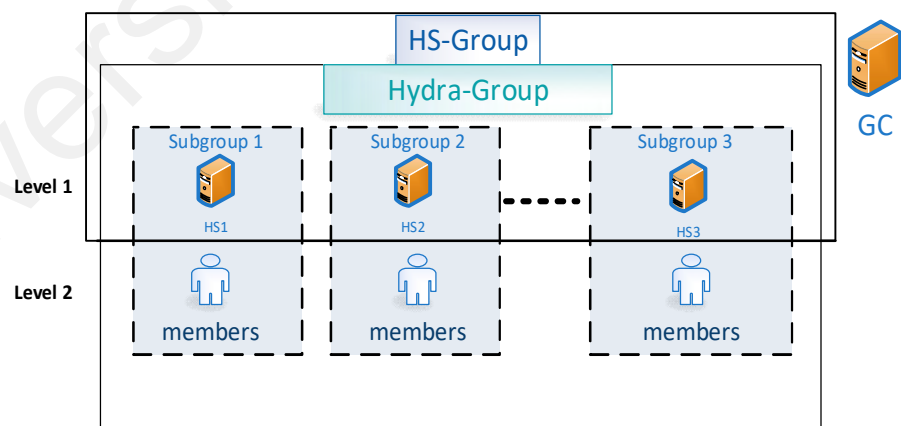 HS-Group
Hydra-Group
GC
Subgroup 1
Subgroup 2
Subgroup 3
Level 1
HS1
HS2
HS3
Level 2
members
members
members